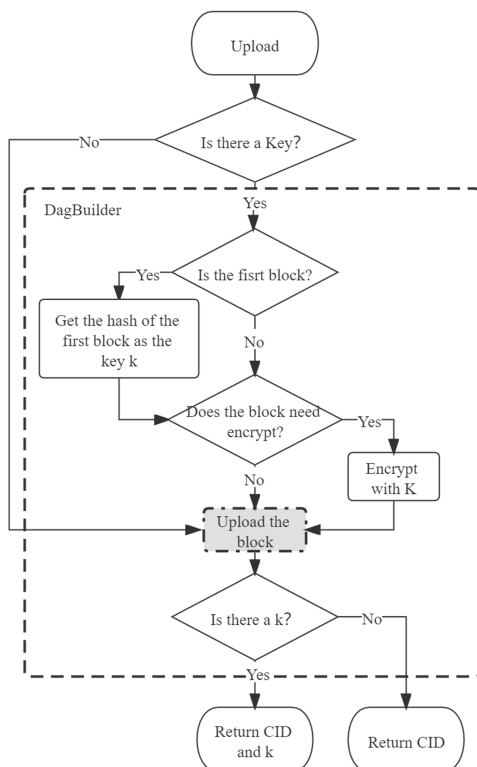 Upload
Is there a Key?
No
Yes
DagBuilder
Is the fisrt block?
Yes
Get the hash of the
first block as the
key k
No
Does the block need
encrypt?
Yes
Encrypt
with K
No
Upload the
block
Is there a k?
No
Yes
Return CID
and k
Return CID